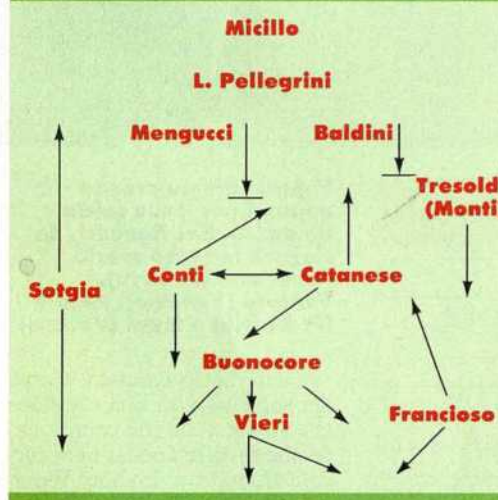 Micillo
L. Pellegrini
Mengucci Baldini
Tresold
(Monti
Conti Catanese
Sotgia
Buonocore
Vieri Francioso